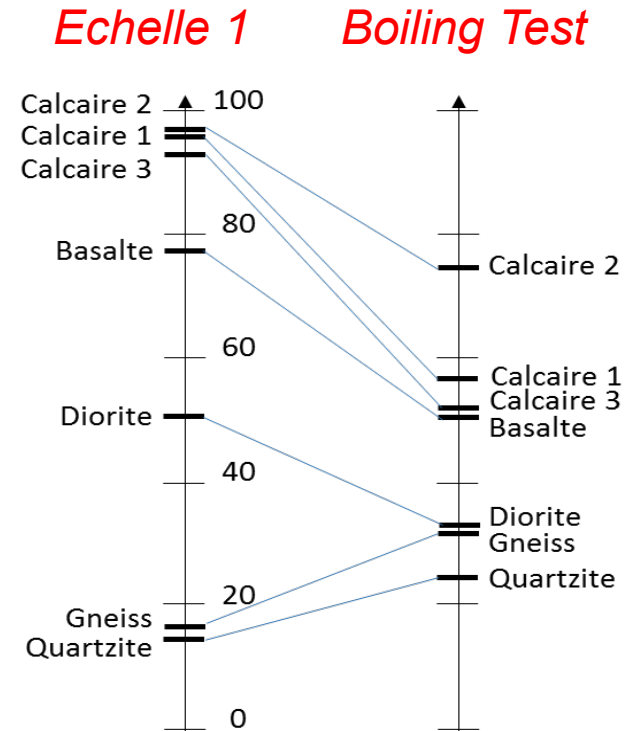 Echelle 1
Boiling Test
100
80
60
40
20
0
Calcaire 2
Calcaire 1
Calcaire 3
Basalte
Diorite
Gneiss
Quartzite
Calcaire 2
Calcaire 1
Calcaire 3
Basalte
Diorite
Gneiss
Quartzite